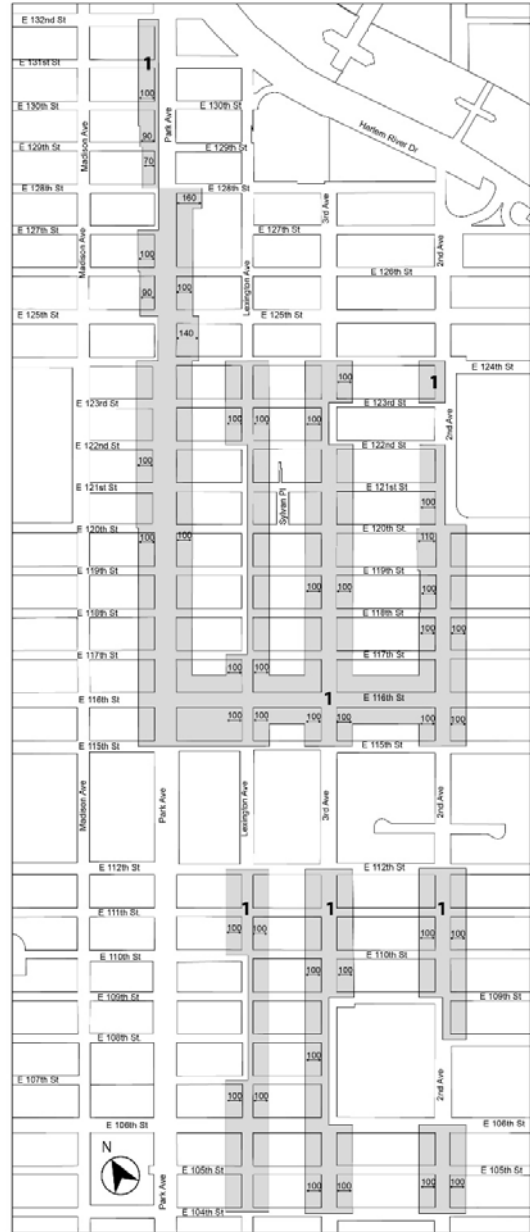 E 132nd St
E 131st St
1
100
E 130th St
E 130th St
90
Madison Ave
Park Ave
E 129th St
E 129th St
Harlem River Dr
70
E 128th St
E 128th St
160
3rd Ave
E 127th St
E 127th St
Madison Ave
100
2nd Ave
Lexington Ave
E 126th St
90
100
E 125th St
E 125th St
140
E 124th St
100
1
E 123rd St
E 123rd St
100
100
100
2nd Ave
E 122nd St
E 122nd St
100
E 121st St
E 121st St
Sylvan Pl
100
E 120th St
E 120th St.
100
100
110
E 119th St
E 119th St
100
100
100
E 118th St
E 118th St
100
100
E 117th St
E 117th St
100
100
E 116th St
1
E 116th St
100
100
100
100
100
100
E 115th St
E 115th St
Madison Ave
Park Ave
Lexington Ave
3rd Ave
2nd Ave
E 112th St
E 112th St
E 111th St.
1
1
1
100
100
100
100
E 110th St
E 110th St
100
100
E 109th St
E 109th St
E 108th St.
100
E 107th St
100
100
2nd Ave
E 106th St
E 106th St
N
E 105th St
E 105th St
Park Ave
100
100
100
100
E 104th St